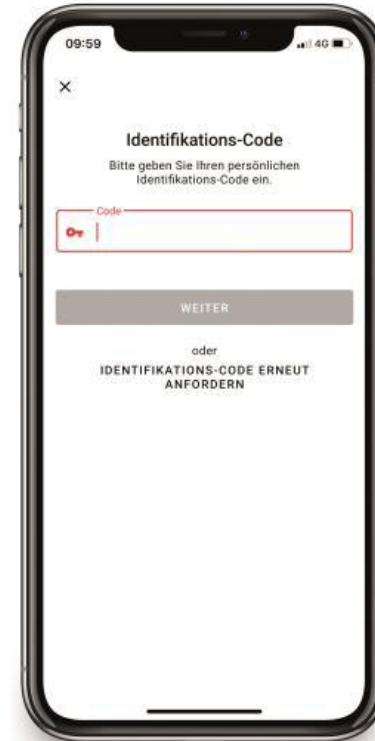 09:59
4G
Identifikations-Code
Bitte geben Sie Ihren persönlichen
Identifikations-Code ein.
Code
WEITER
oder
IDENTIFIKATIONS-CODE ERNEUT
ANFORDERN